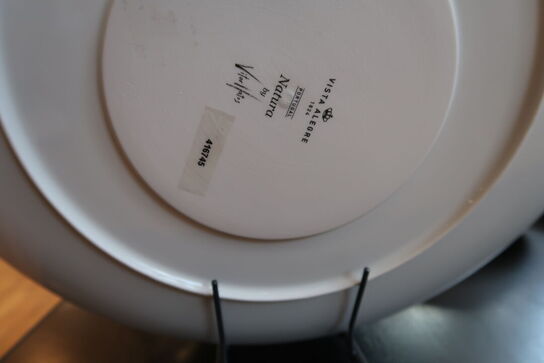 VISTA ALEGRE
1824
PORTUGAL
Natura
by
416745